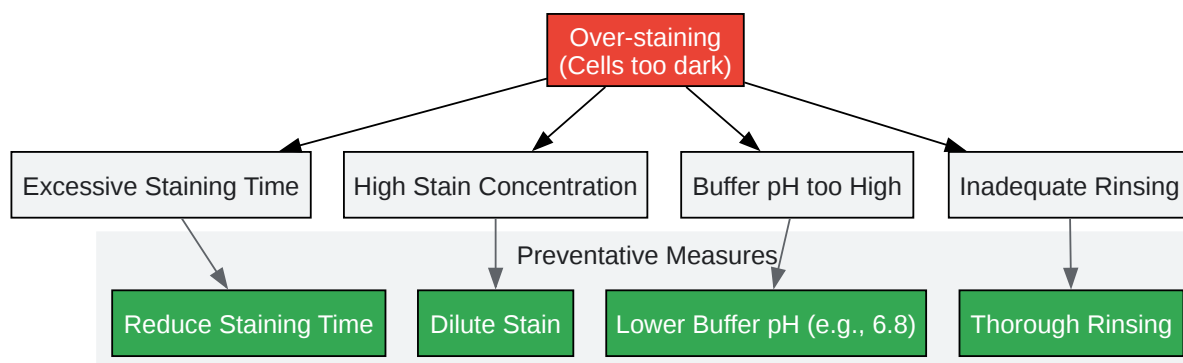 Over-staining
(Cells too dark)
Excessive Staining Time
High Stain Concentration
Buffer pH too High
Inadequate Rinsing
Preventative Measures
Reduce Staining Time
Dilute Stain
Lower Buffer pH (e.g., 6.8)
Thorough Rinsing